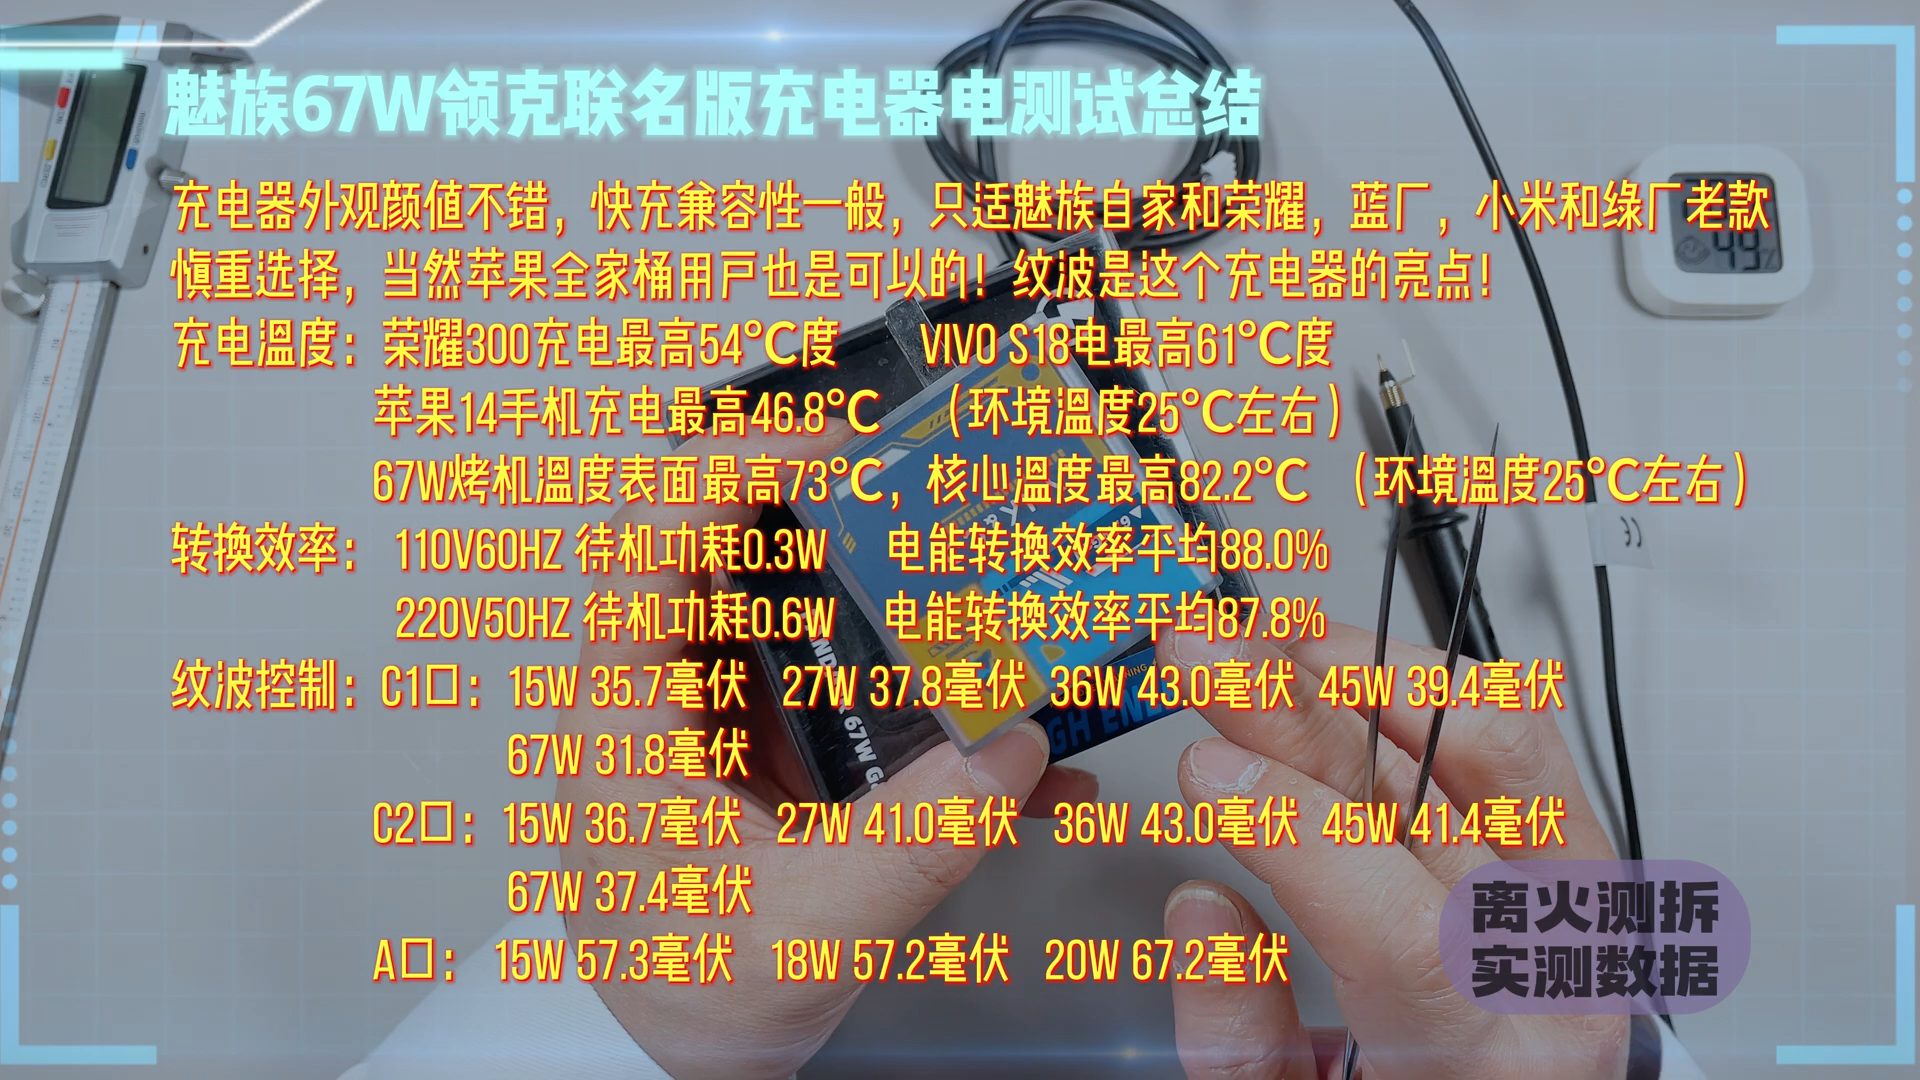 魅族67W领克联名版充电器电测试总结
充电器外观颜值不错，快充兼容性一般，只适魅族自家和荣耀，蓝厂，小米和绿厂老款
慎重选择，当然苹果全家桶用户也是可以的！纹波是这个充电器的亮点！
充电温度：荣耀300充电最高54℃度 VIVO S18电最高61℃度
苹果14手机充电最高46.8℃ （环境温度25℃左右）
67W烤机温度表面最高73℃，核心温度最高82.2℃ （环境温度25℃左右）
转换效率： 110V60HZ 待机功耗0.3W 电能转换效率平均88.0%
220V50HZ 待机功耗0.6W 电能转换效率平均87.8%
纹波控制：C1口：15W 35.7毫伏 27W 37.8毫伏 36W 43.0毫伏 45W 39.4毫伏
67W 31.8毫伏
C2口：15W 36.7毫伏 27W 41.0毫伏 36W 43.0毫伏 45W 41.4毫伏
67W 37.4毫伏
A口： 15W 57.3毫伏 18W 57.2毫伏 20W 67.2毫伏
离火测拆
实测数据
49%
67W G
GH EN